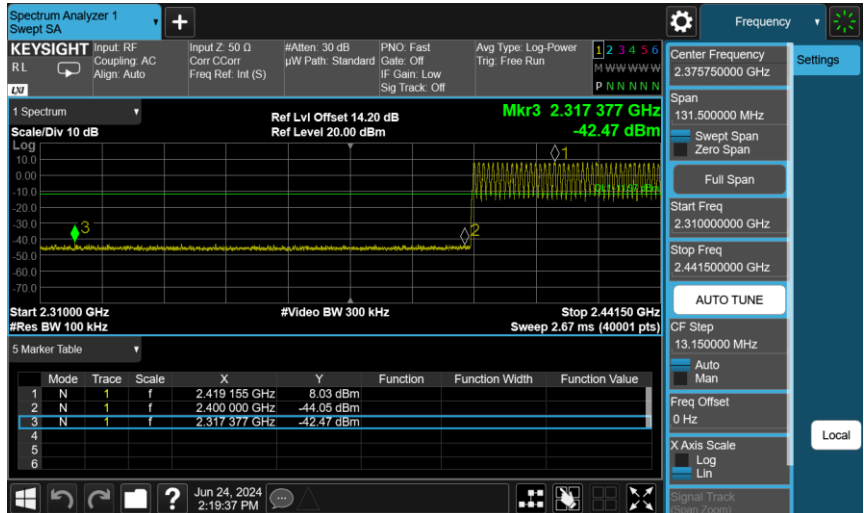 Spectrum Analyzer 1
Swept SA
+
Frequency
KEYSIGHT
RL
LXI
Input: RF
Coupling: AC
Align: Auto
Input Z: 50 Ω
Corr CCorr
Freq Ref: Int (S)
#Atten: 30 dB
µW Path: Standard
PNO: Fast
Gate: Off
IF Gain: Low
Sig Track: Off
Avg Type: Log-Power
Trig: Free Run
1 2 3 4 5 6
M W W W W W
P N N N N N
1 Spectrum
Scale/Div 10 dB
Ref Lvl Offset 14.20 dB
Ref Level 20.00 dBm
Mkr3 2.317 377 GHz
-42.47 dBm
Log
10.0
0.00
-10.0
-20.0
-30.0
-40.0
-50.0
-60.0
-70.0
1
2
3
Start 2.31000 GHz
#Res BW 100 kHz
#Video BW 300 kHz
Stop 2.44150 GHz
Sweep 2.67 ms (40001 pts)
5 Marker Table
Mode Trace Scale X Y Function Function Width Function Value
1 N 1 f 2.419 155 GHz 8.03 dBm
2 N 1 f 2.400 000 GHz -44.05 dBm
3 N 1 f 2.317 377 GHz -42.47 dBm
4
5
6
?
Jun 24, 2024
2:19:37 PM
Center Frequency
2.375750000 GHz
Span
131.500000 MHz
Swept Span
Zero Span
Full Span
Start Freq
2.310000000 GHz
Stop Freq
2.441500000 GHz
AUTO TUNE
CF Step
13.150000 MHz
Auto
Man
Freq Offset
0 Hz
X Axis Scale
Log
Lin
Signal Track
(Span Zoom)
Settings
Local